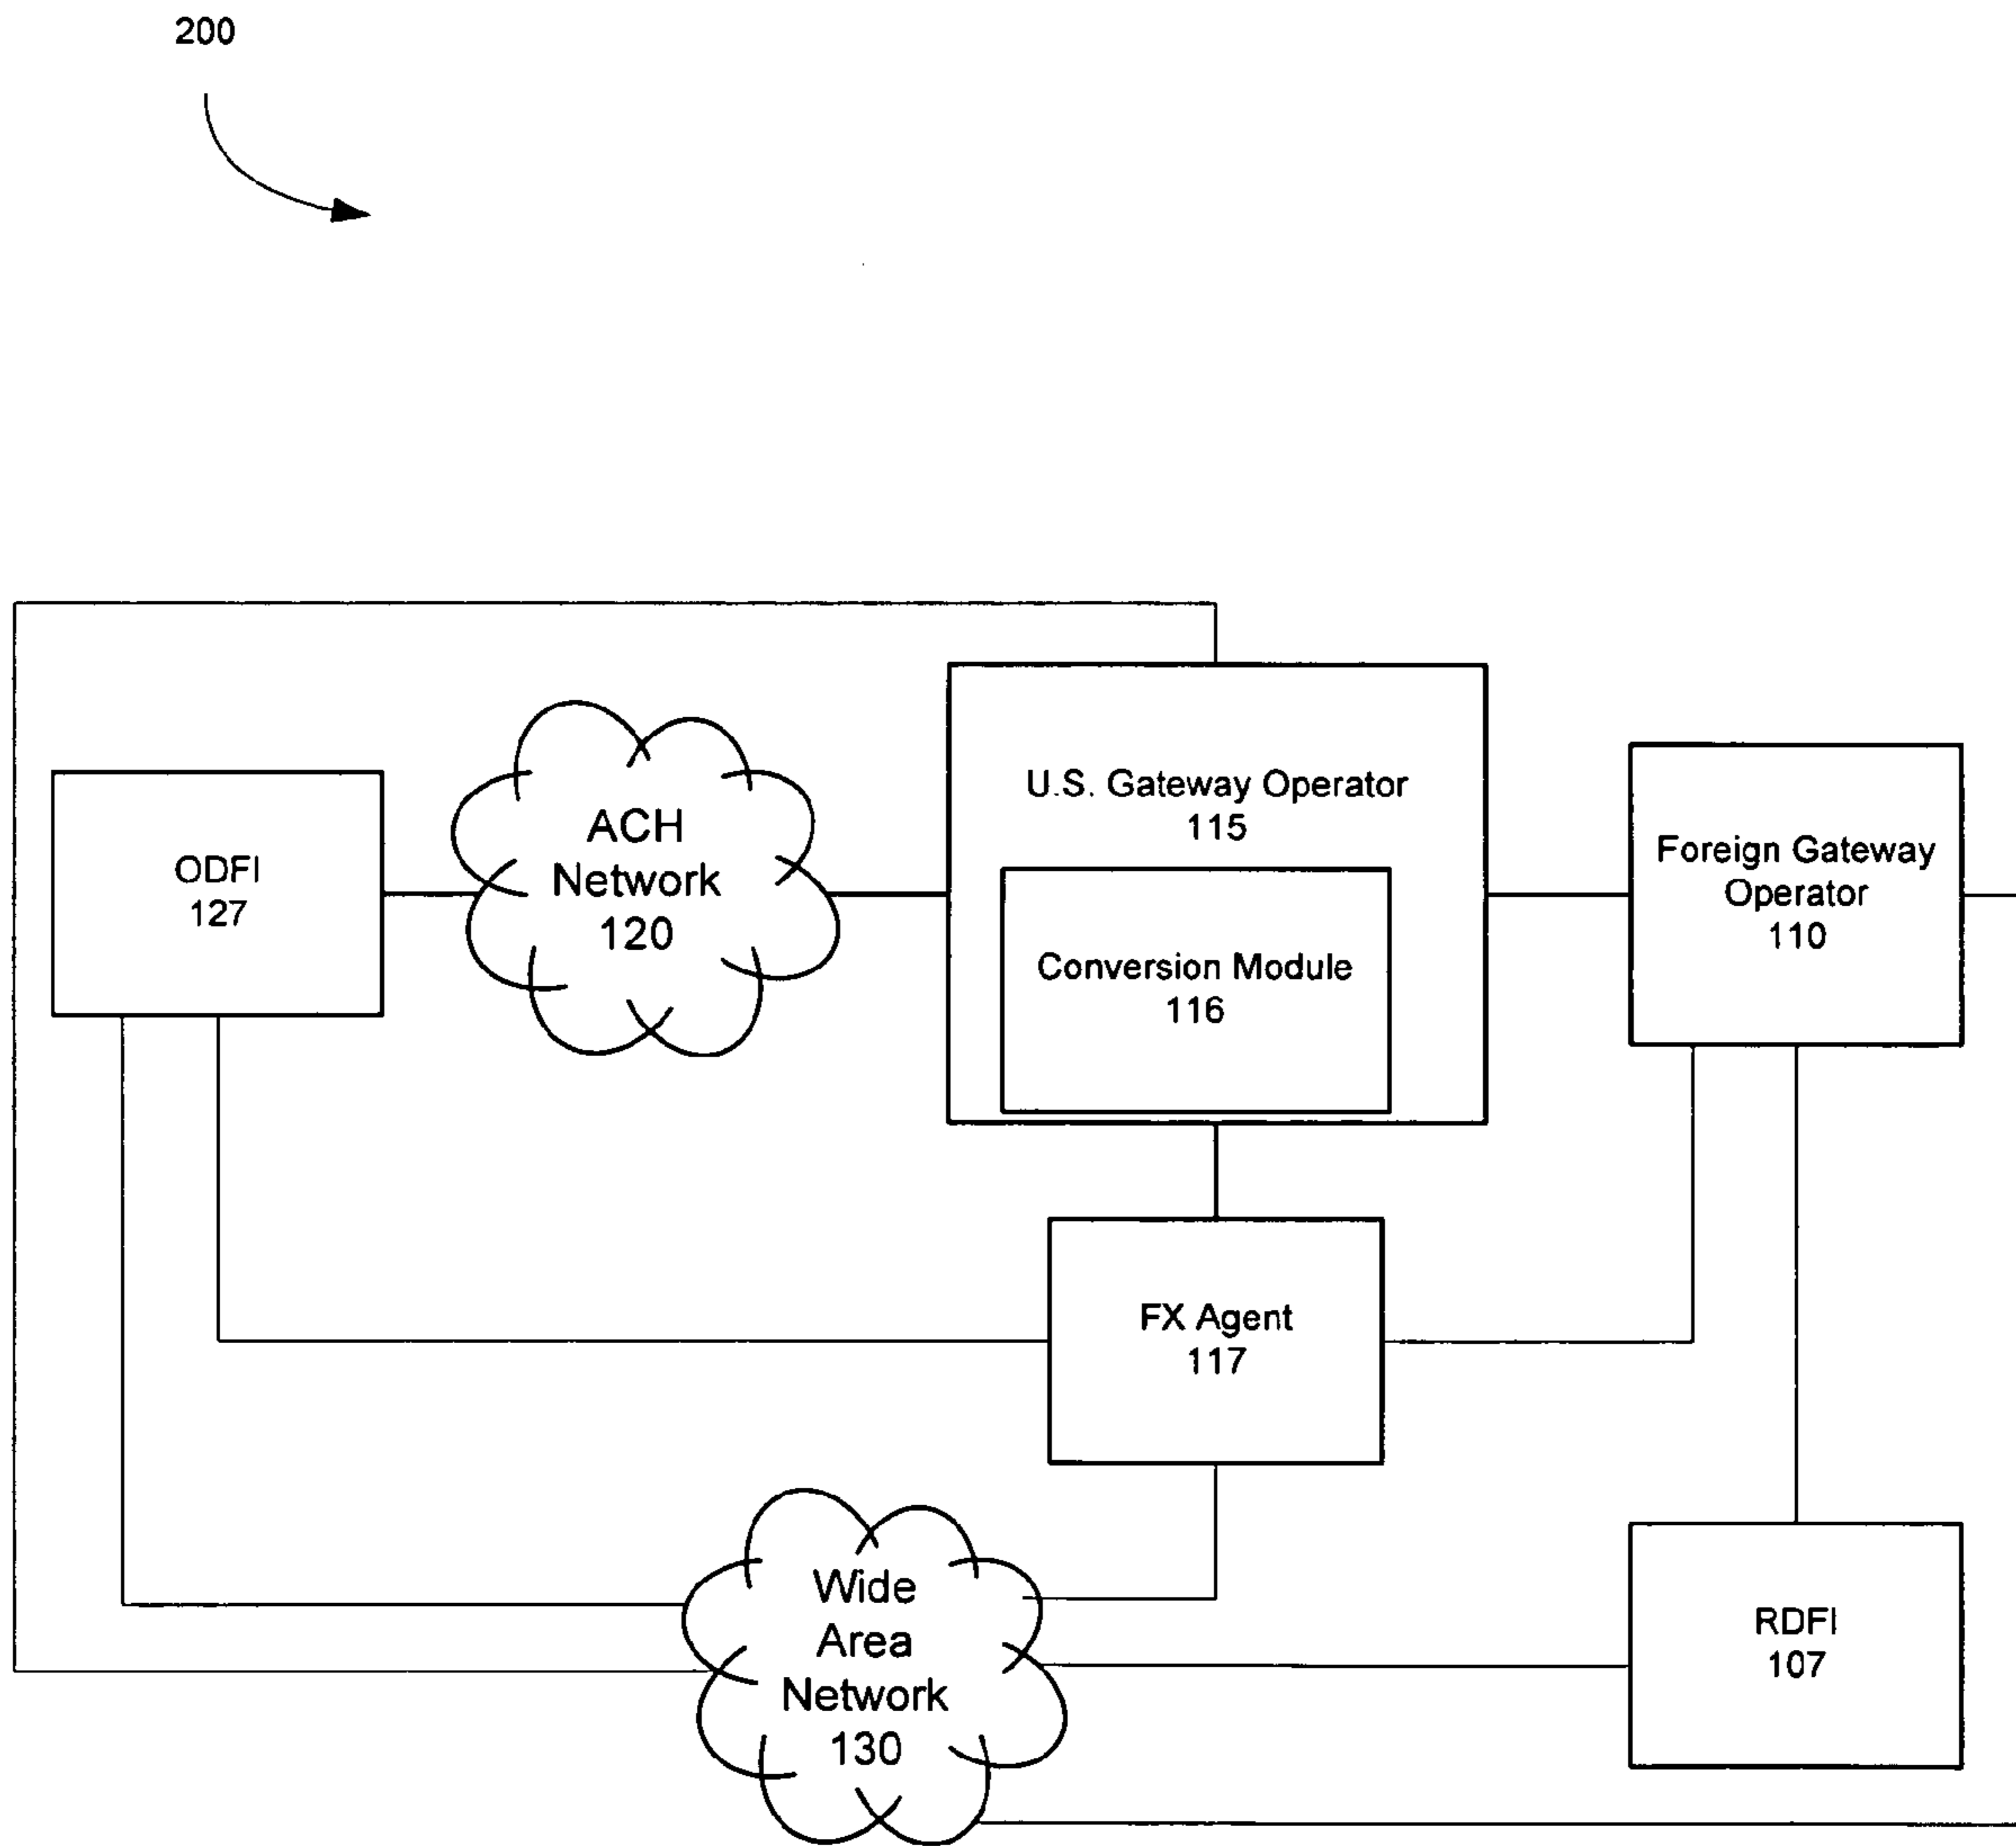 200
ODFI
127
ACH
Network
120
U.S. Gateway Operator
115
Conversion Module
116
Foreign Gateway
Operator
110
FX Agent
117
Wide
Area
Network
130
RDFI
107